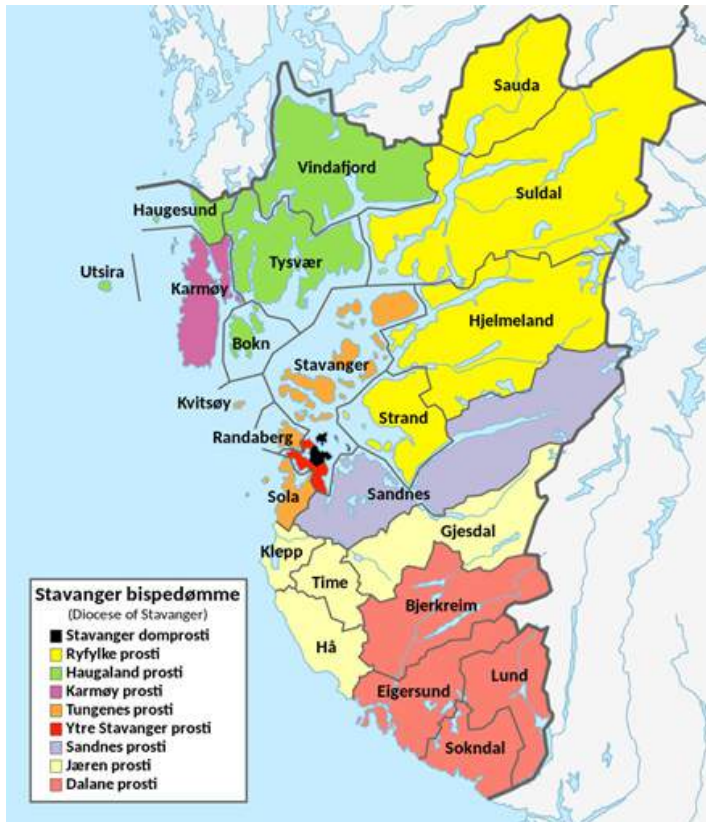 Sauda
Vindafjord
Suldal
Haugesund
Tysvær
Utsira
Karmøy
Hjelmeland
Bokn
Stavanger
Kvitsøy
Strand
Randaberg
Sola
Sandnes
Gjesdal
Klepp
Time
Bjerkreim
Hå
Lund
Eigersund
Sokndal
Stavanger bispedømme
(Diocese of Stavanger)
Stavanger domprosti
Ryfylke prosti
Haugaland prosti
Karmøy prosti
Tungenes prosti
Ytre Stavanger prosti
Sandnes prosti
Jæren prosti
Dalane prosti